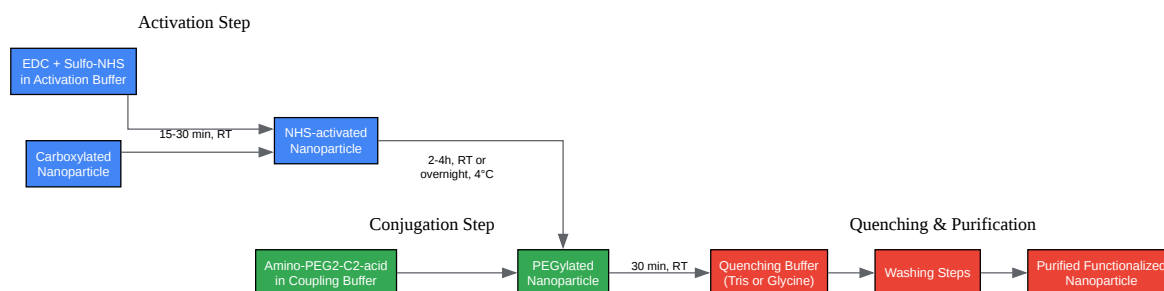 Activation Step
EDC + Sulfo-NHS
in Activation Buffer
15-30 min, RT
Carboxylated
Nanoparticle
NHS-activated
Nanoparticle
2-4h, RT or
overnight, 4°C
Conjugation Step
Amino-PEG2-C2-acid
in Coupling Buffer
PEGylated
Nanoparticle
30 min, RT
Quenching & Purification
Quenching Buffer
(Tris or Glycine)
Washing Steps
Purified Functionalized
Nanoparticle